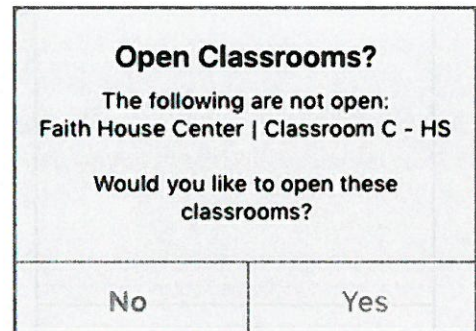 Open Classrooms?
The following are not open:
Faith House Center | Classroom C - HS
Would you like to open these
classrooms?
No
Yes